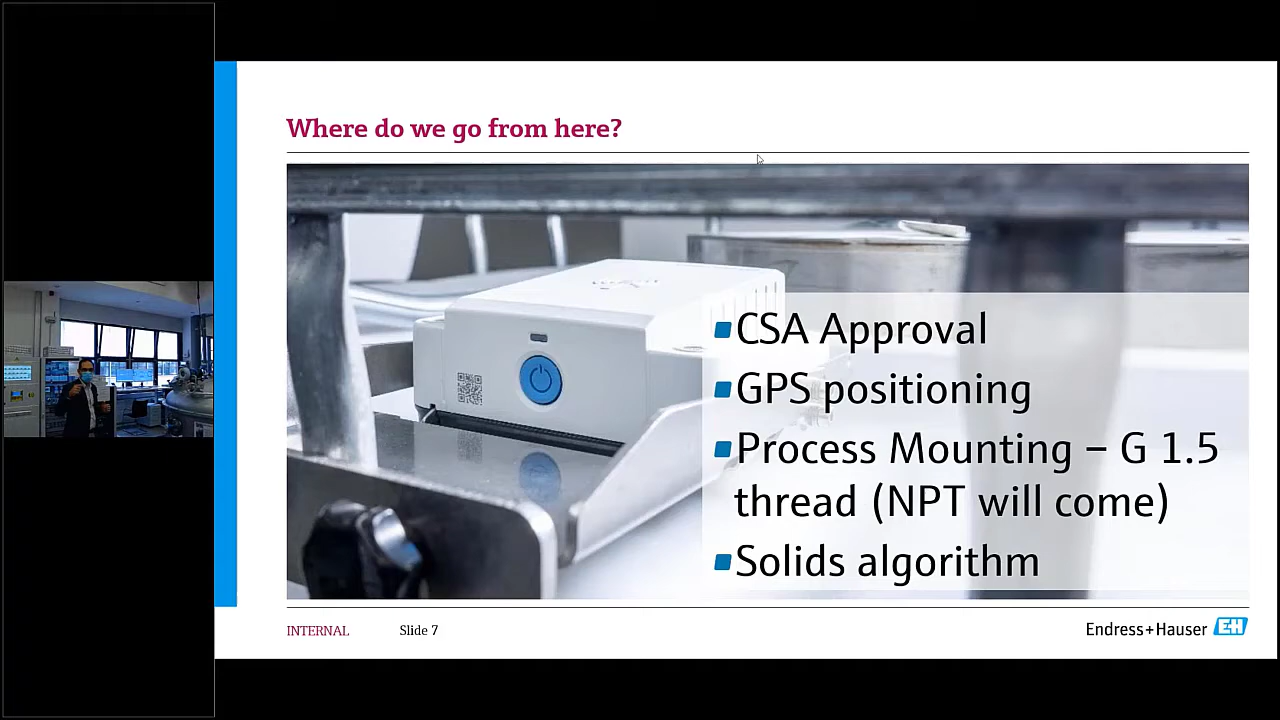 Where do we go from here?
CSA Approval
GPS positioning
Process Mounting – G 1.5
thread (NPT will come)
Solids algorithm
INTERNAL
Slide 7
Endress+Hauser EH